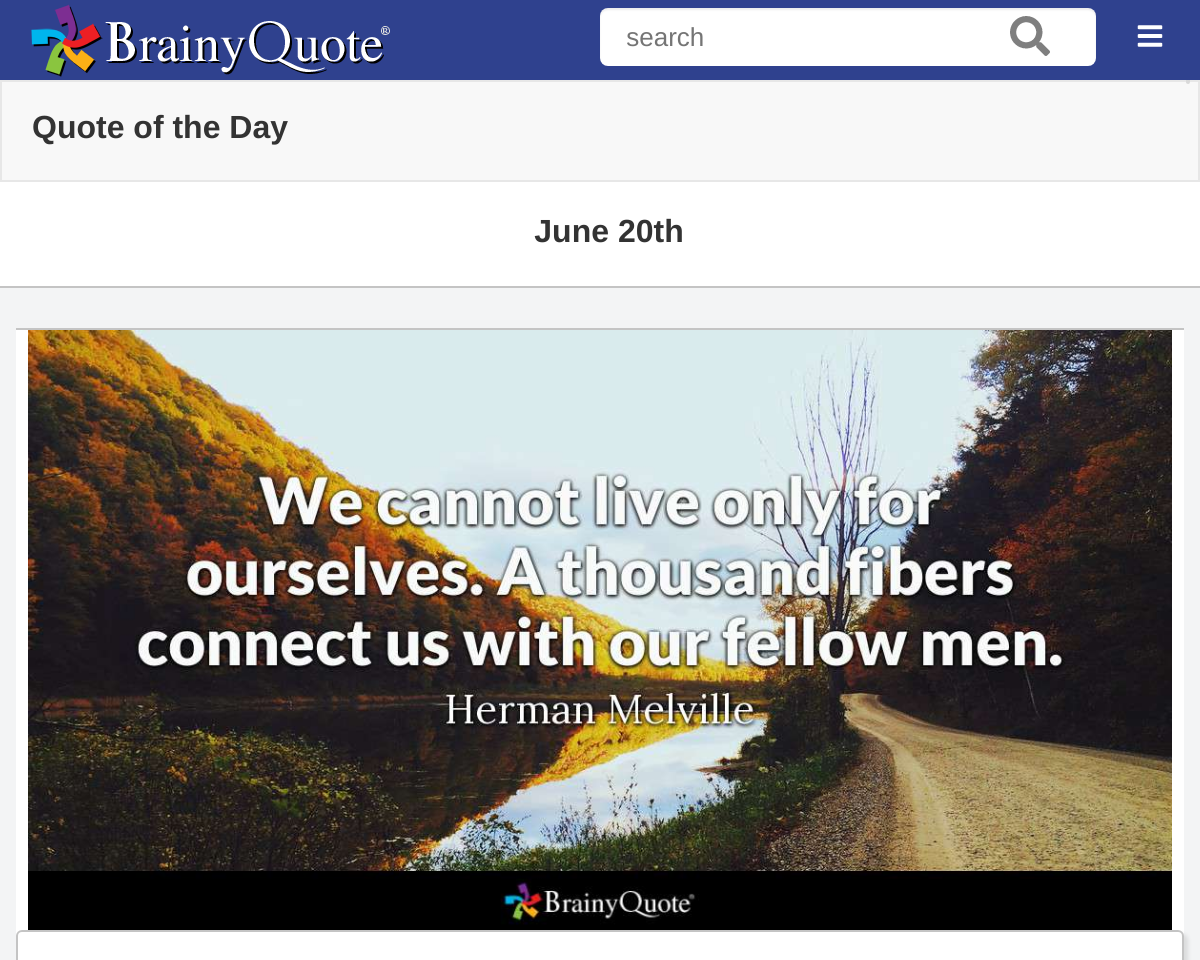 BrainyQuote®
search
Quote of the Day
June 20th
We cannot live only for
ourselves. A thousand fibers
connect us with our fellow men.
Herman Melville
BrainyQuote®